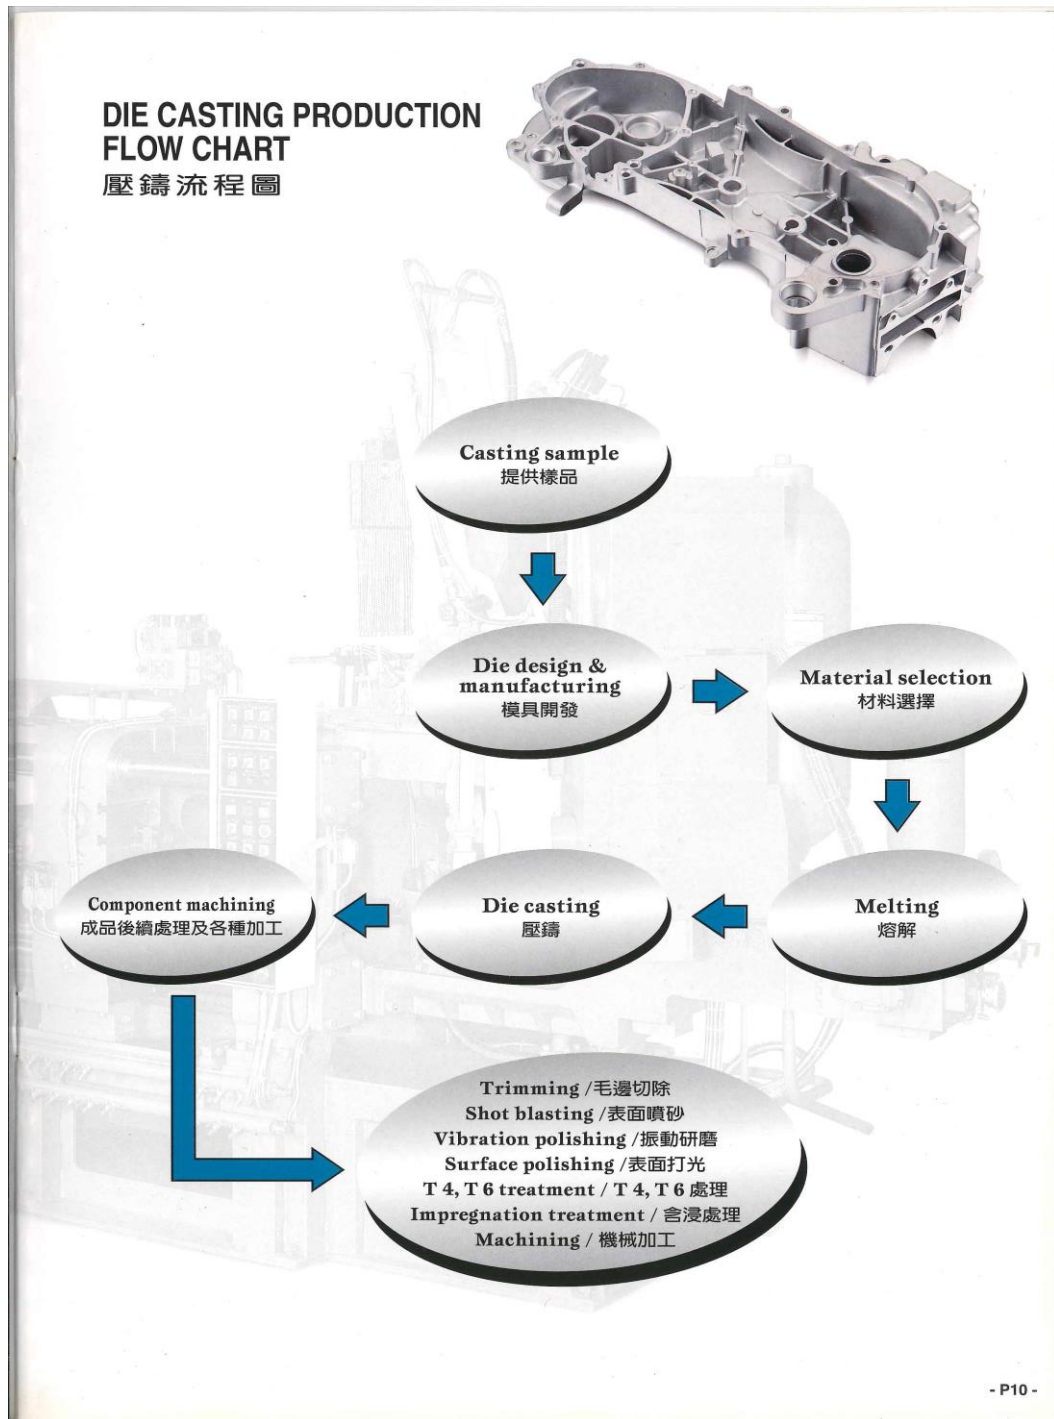 DIE CASTING PRODUCTION
FLOW CHART
壓鑄流程圖
Casting sample
提供樣品
Die design &
manufacturing
模具開發
Material selection
材料選擇
Component machining
成品後續處理及各種加工
Die casting
壓鑄
Melting
熔解
Trimming /毛邊切除
Shot blasting /表面噴砂
Vibration polishing /振動研磨
Surface polishing /表面打光
T 4, T 6 treatment / T 4, T 6 處理
Impregnation treatment / 含浸處理
Machining / 機械加工
- P10 -